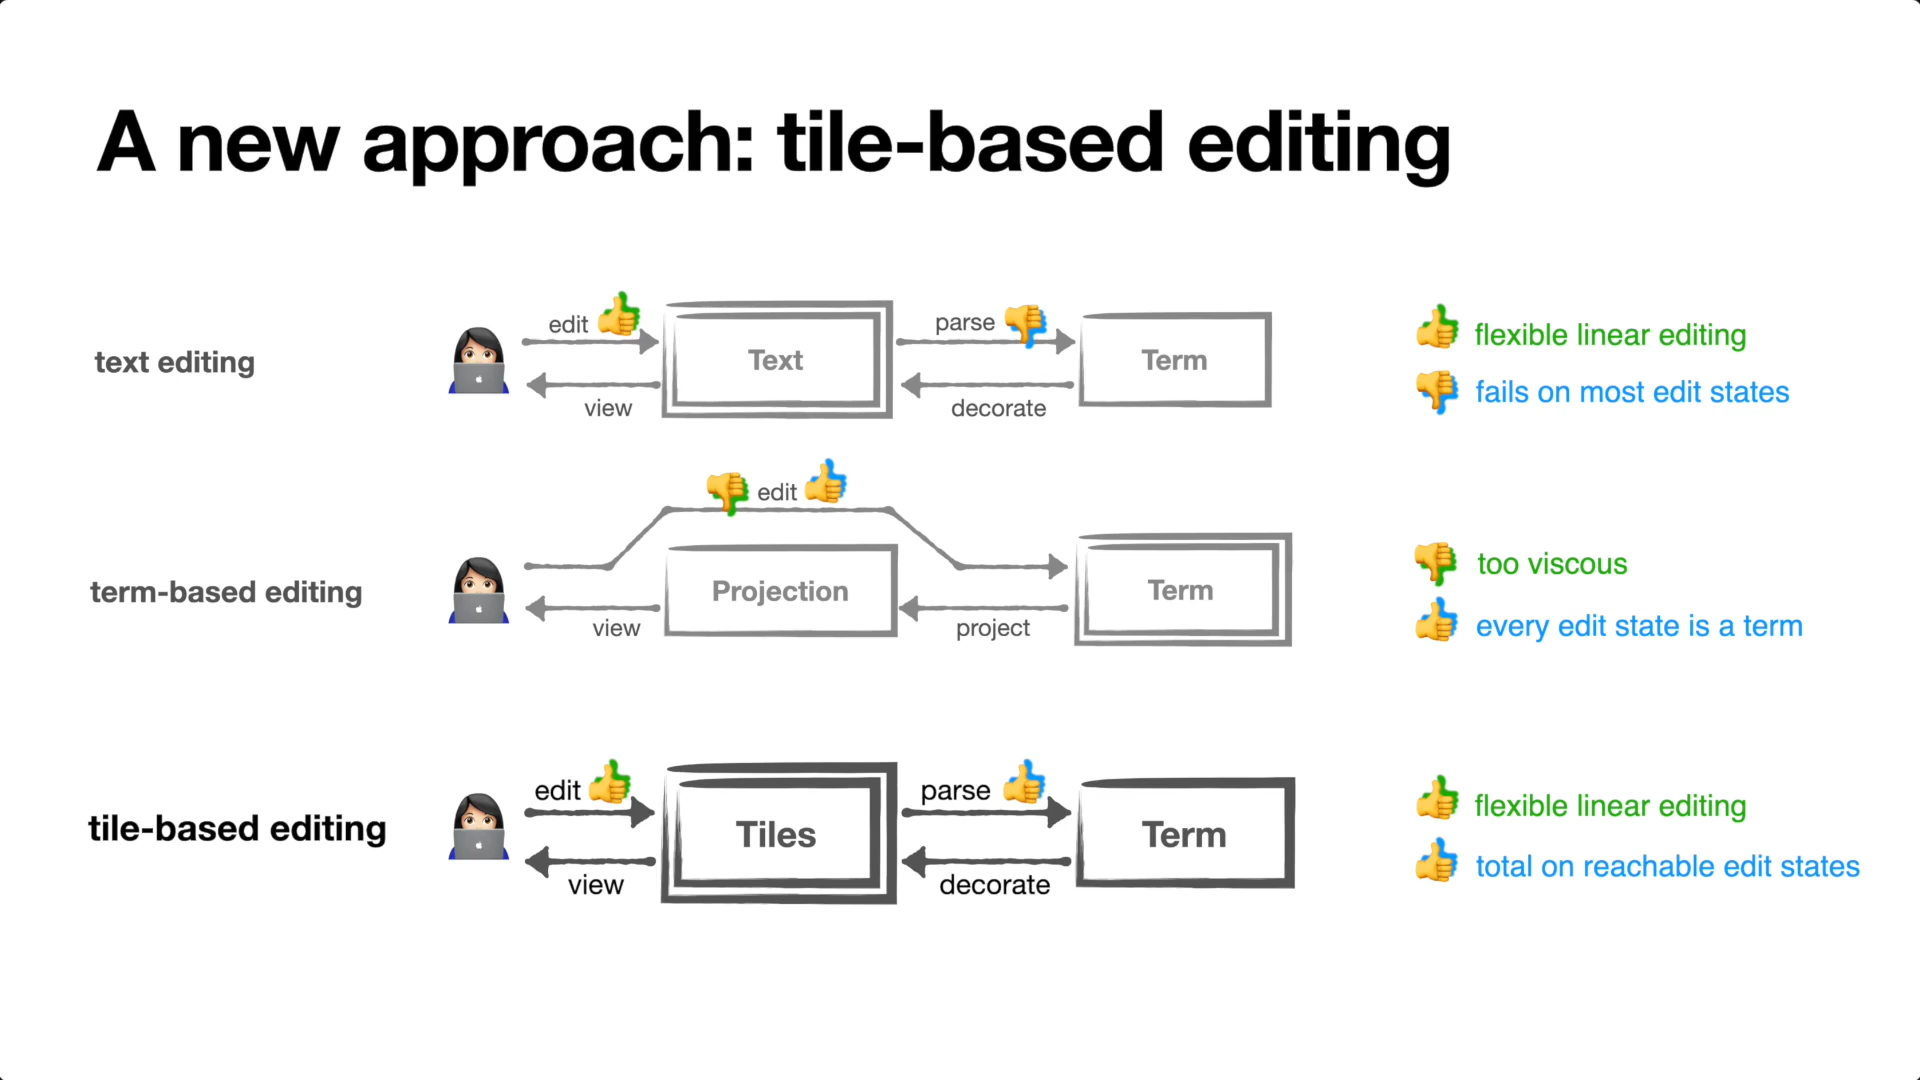 A new approach: tile-based editing
text editing
edit
Text
parse
Term
view
decorate
flexible linear editing
fails on most edit states
term-based editing
edit
Projection
Term
view
project
too viscous
every edit state is a term
tile-based editing
edit
Tiles
parse
Term
view
decorate
flexible linear editing
total on reachable edit states